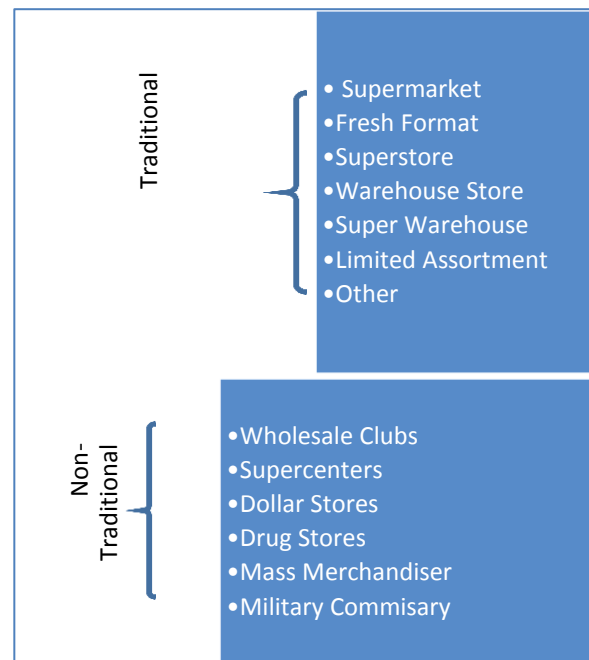 Traditional
• Supermarket
•Fresh Format
•Superstore
•Warehouse Store
•Super Warehouse
•Limited Assortment
•Other
Non-
Traditional
•Wholesale Clubs
•Supercenters
•Dollar Stores
•Drug Stores
•Mass Merchandiser
•Military Commisary